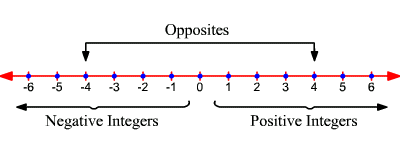 Opposites
-6 -5 -4 -3 -2 -1 0 1 2 3 4 5 6
Negative Integers Positive Integers